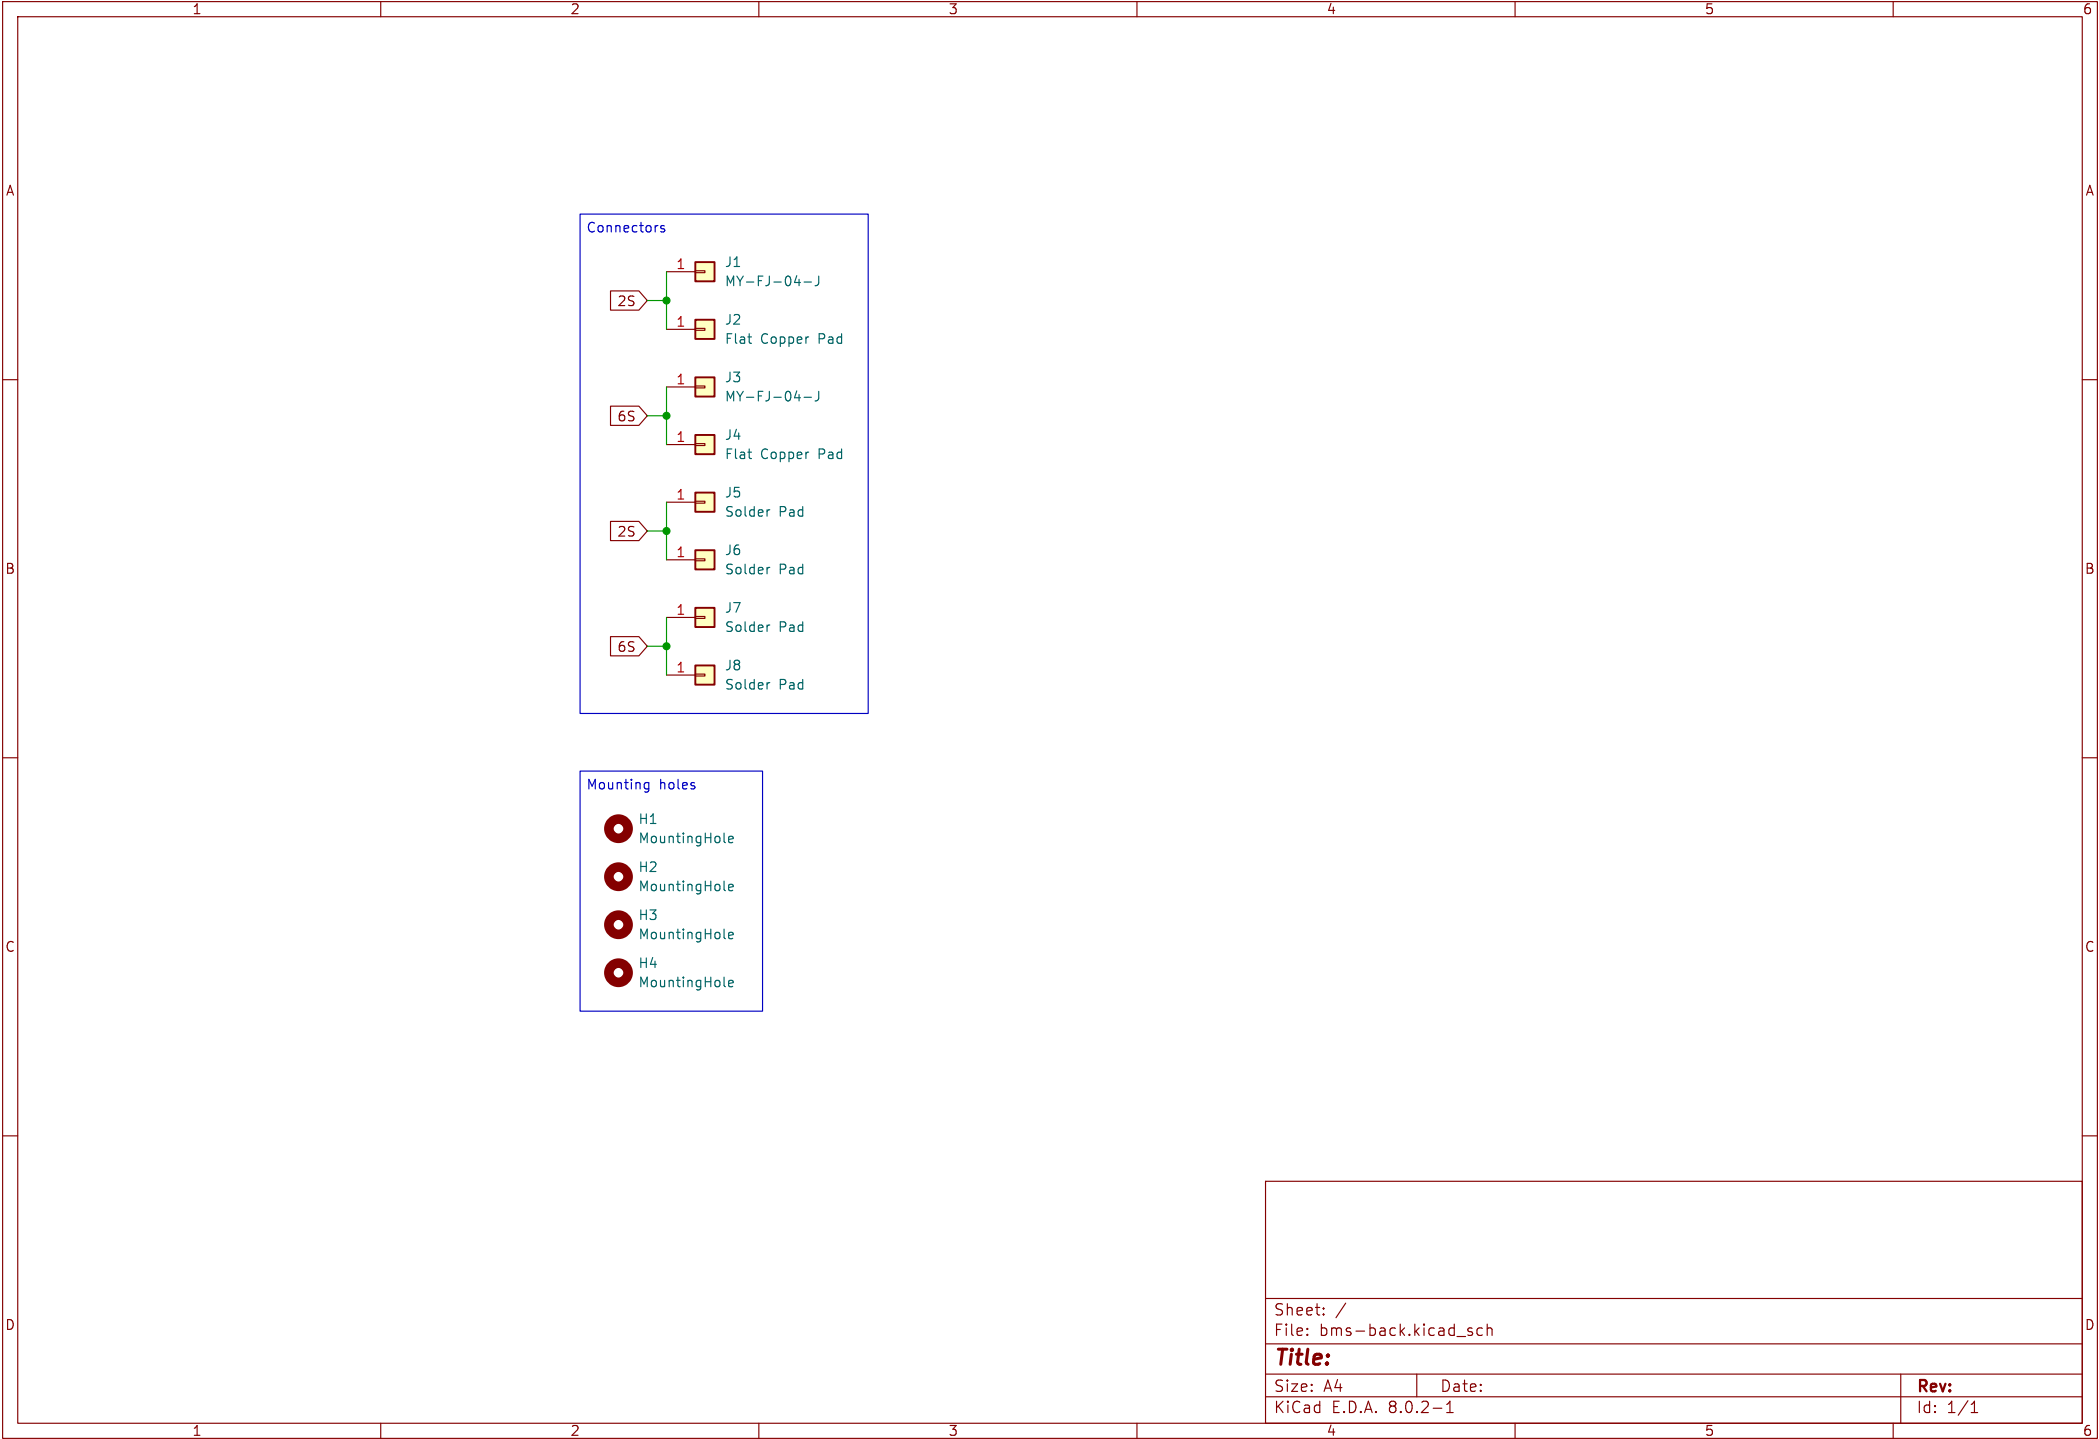 1 2 3 4 5 6
A A
Connectors
1 J1
MY-FJ-04-J
2S
1 J2
Flat Copper Pad
1 J3
MY-FJ-04-J
6S
1 J4
Flat Copper Pad
1 J5
Solder Pad
2S
1 J6
Solder Pad
B B
1 J7
Solder Pad
6S
1 J8
Solder Pad
Mounting holes
H1
MountingHole
H2
MountingHole
H3
MountingHole
C C
H4
MountingHole
Sheet: /
File: bms-back.kicad_sch
D D
Title:
Size: A4 Date: Rev:
KiCad E.D.A. 8.0.2-1 Id: 1/1
1 2 3 4 5 6